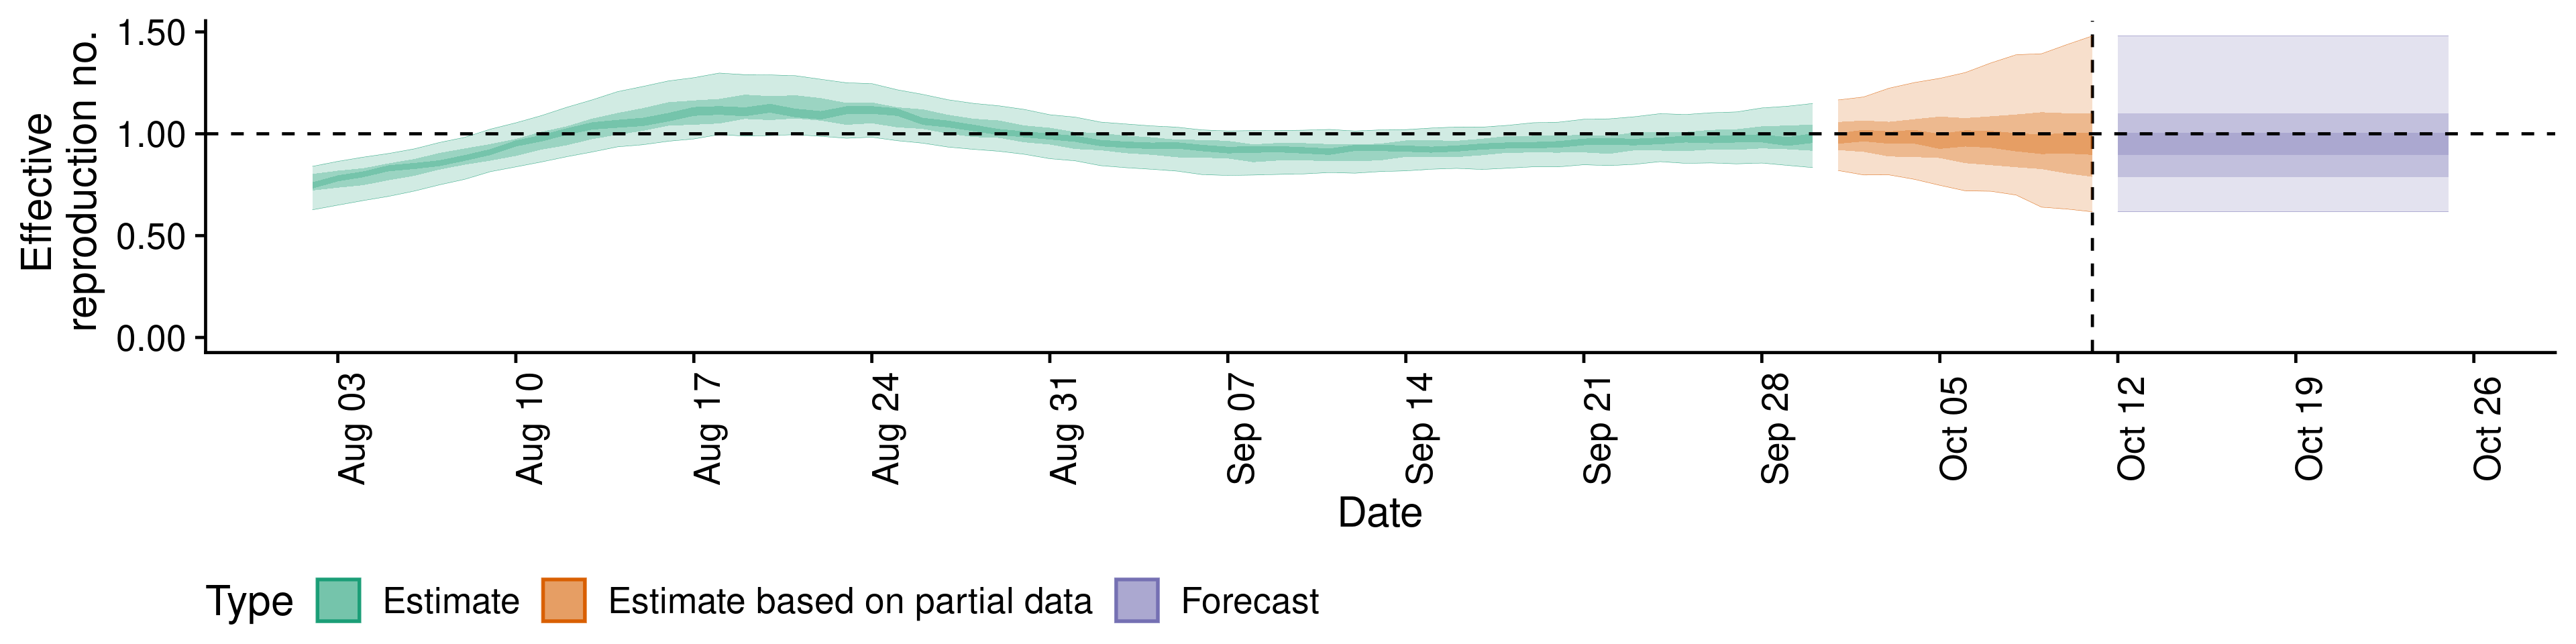 Effective
reproduction no.
1.50
1.00
0.50
0.00
Aug 03
Aug 10
Aug 17
Aug 24
Aug 31
Sep 07
Sep 14
Sep 21
Sep 28
Oct 05
Oct 12
Oct 19
Oct 26
Date
Type Estimate Estimate based on partial data Forecast